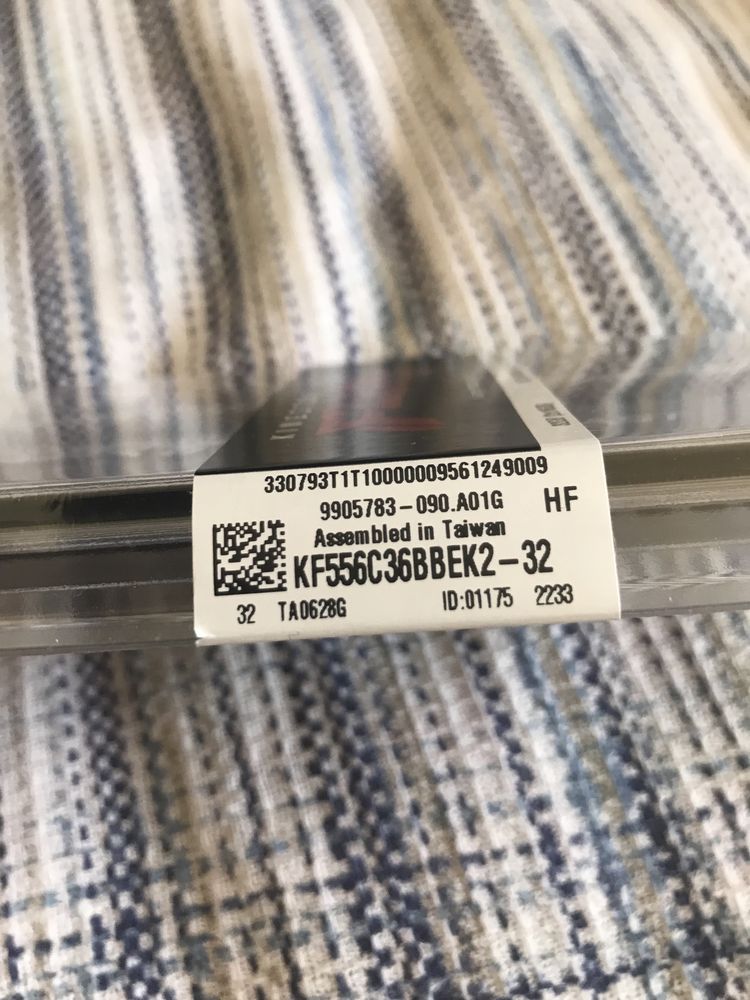 330793T1T10000009561249009
9905783-090.A01G HF
Assembled in Taiwan
KF556C36BBEK2-32
32 TA0628G ID:01175 2233